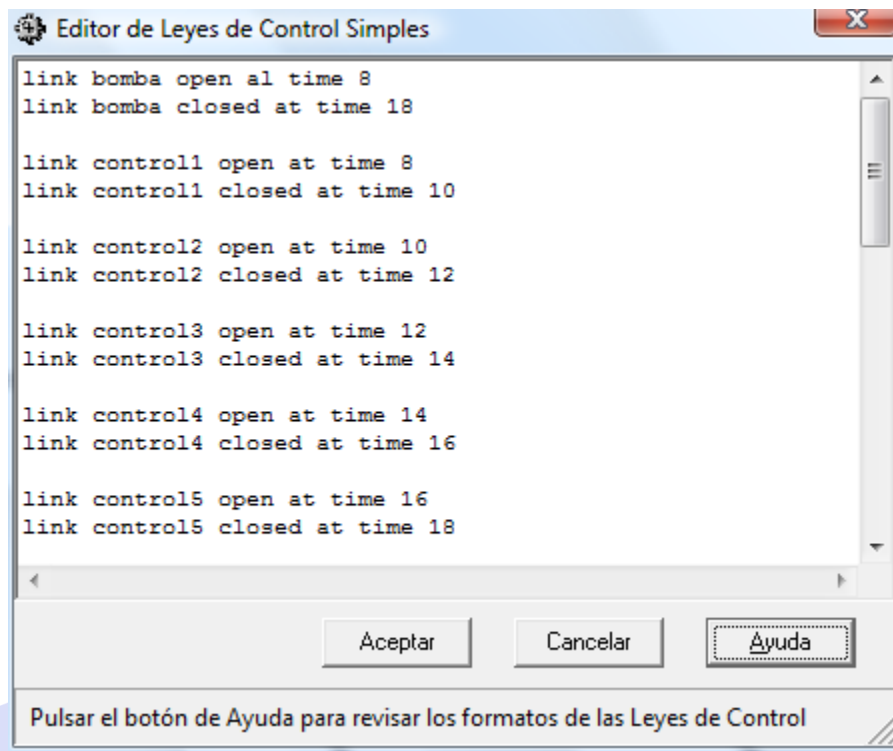 Editor de Leyes de Control Simples
link bomba open al time 8
link bomba closed at time 18
link control1 open at time 8
link control1 closed at time 10
link control2 open at time 10
link control2 closed at time 12
link control3 open at time 12
link control3 closed at time 14
link control4 open at time 14
link control4 closed at time 16
link control5 open at time 16
link control5 closed at time 18
Aceptar Cancelar Ayuda
Pulsar el botón de Ayuda para revisar los formatos de las Leyes de Control